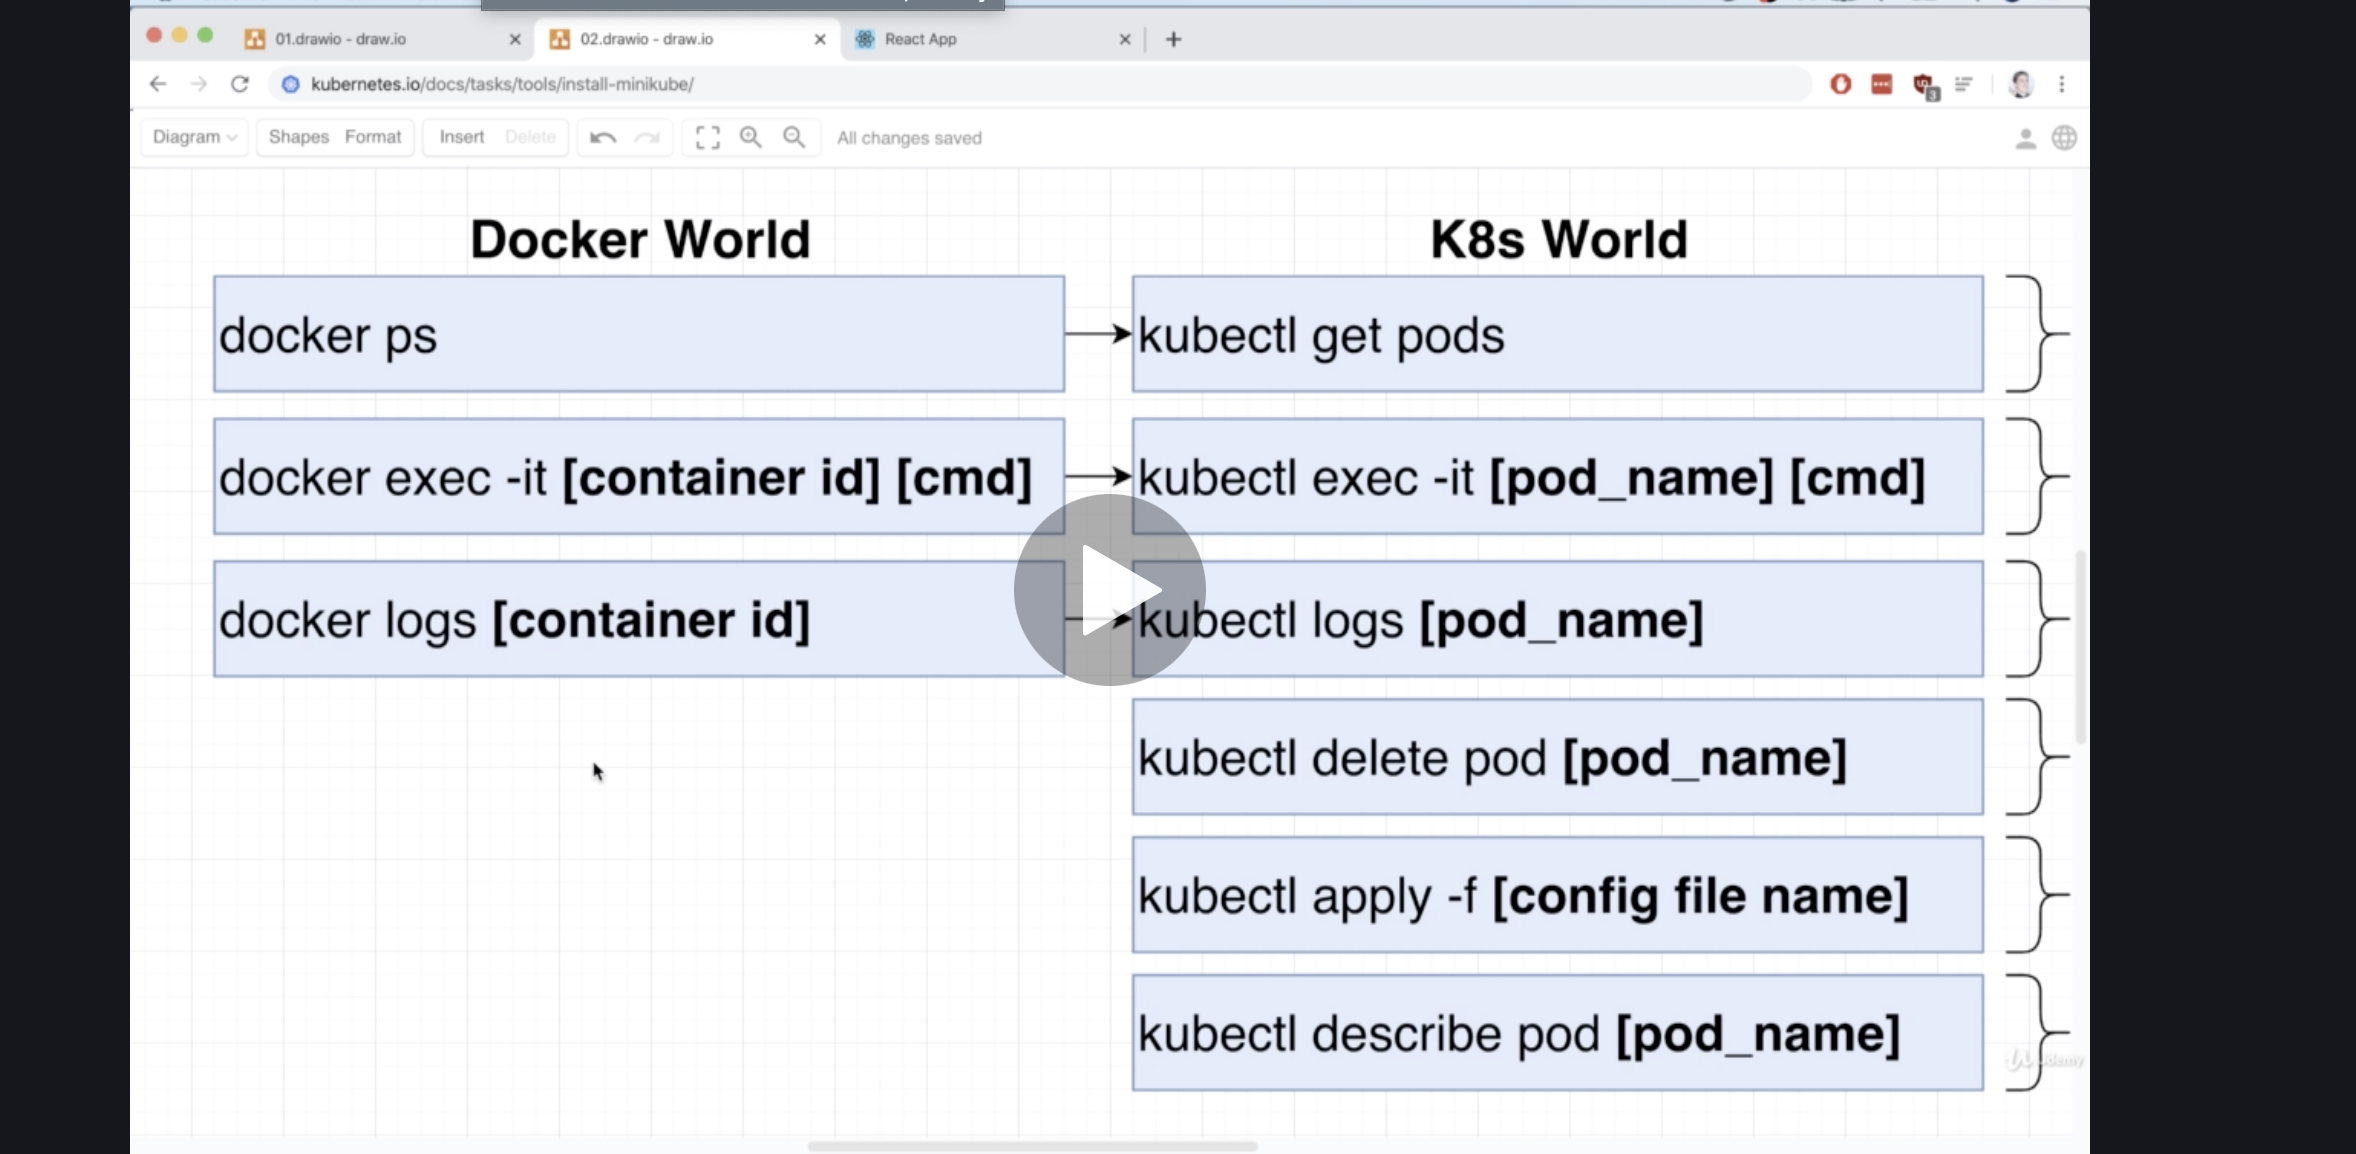 01.drawio - draw.io
02.drawio - draw.io
React App
kubernetes.io/docs/tasks/tools/install-minikube/
3
Diagram
Shapes Format
Insert Delete
All changes saved
Docker World
K8s World
docker ps
kubectl get pods
docker exec -it [container id] [cmd]
kubectl exec -it [pod_name] [cmd]
docker logs [container id]
kubectl logs [pod_name]
kubectl delete pod [pod_name]
kubectl apply -f [config file name]
kubectl describe pod [pod_name]
Udemy